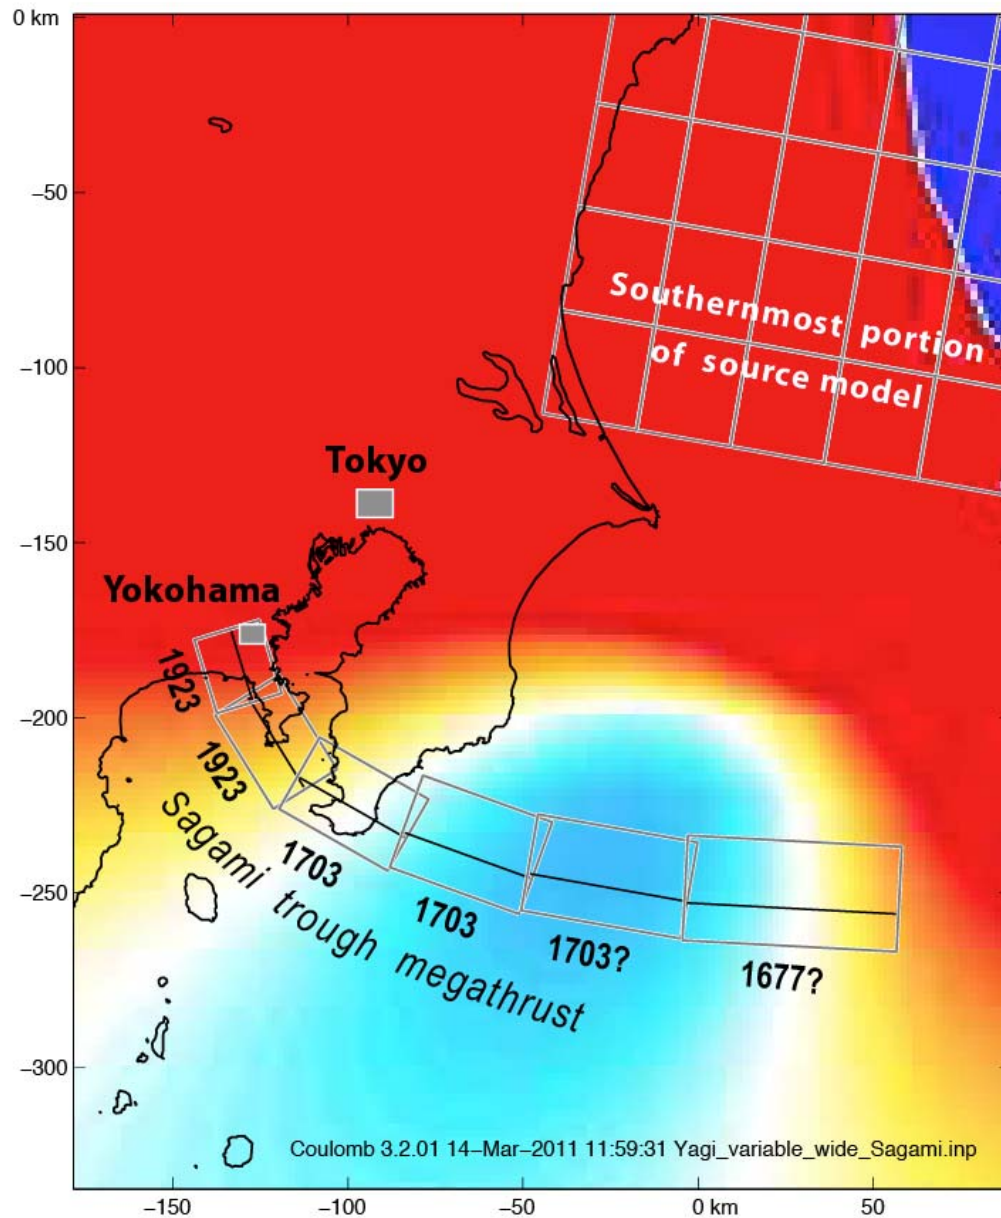 0 km
−50
−100
−150
−200
−250
−300
Southernmost portion
of source model
Tokyo
Yokohama
1923
1923
1703
1703
1703?
1677?
Sagami trough megathrust
Coulomb 3.2.01 14−Mar−2011 11:59:31 Yagi_variable_wide_Sagami.inp
−150
−100
−50
0 km
50